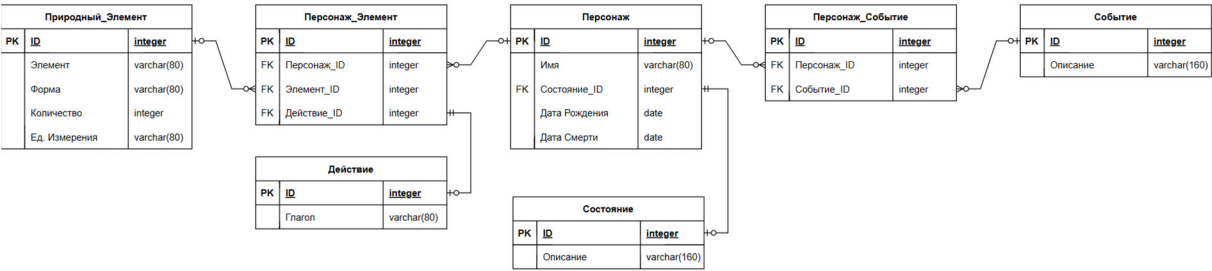 Природный_Элемент
PK ID integer
Элемент varchar(80)
Форма varchar(80)
Количество integer
Ед. Измерения varchar(80)
Персонаж_Элемент
PK ID integer
FK Персонаж_ID integer
FK Элемент_ID integer
FK Действие_ID integer
Действие
PK ID integer
Глагол varchar(80)
Персонаж
PK ID integer
Имя varchar(80)
FK Состояние_ID integer
Дата Рождения date
Дата Смерти date
Состояние
PK ID integer
Описание varchar(160)
Персонаж_Событие
PK ID integer
FK Персонаж_ID integer
FK Событие_ID integer
Событие
PK ID integer
Описание varchar(160)